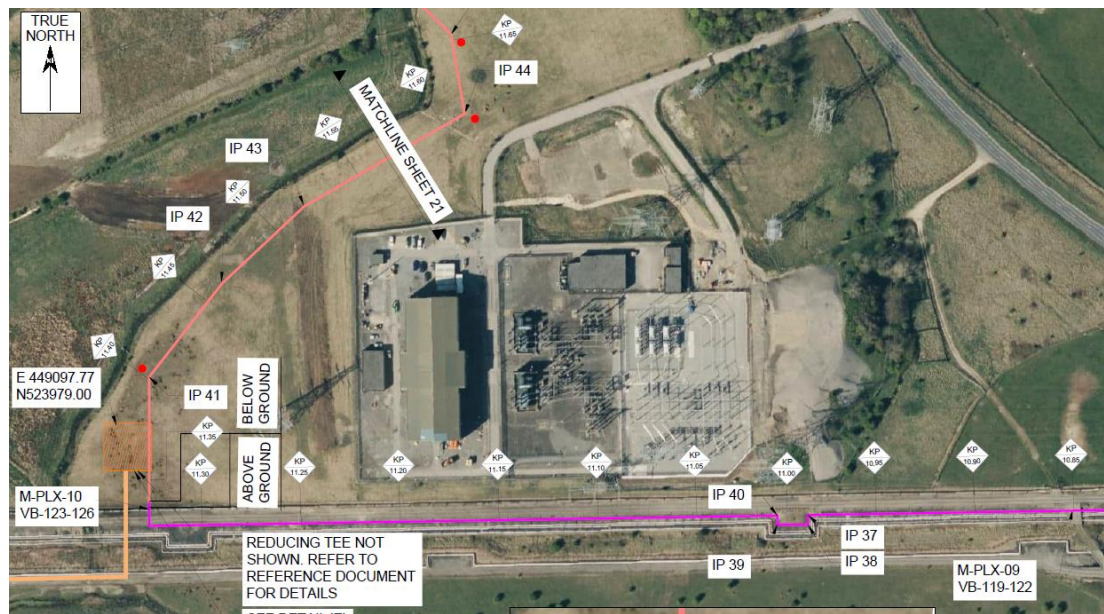 TRUE
NORTH
N
KP
11.65
IP 44
KP
11.60
MATCHLINE SHEET 21
KP
11.55
IP 43
KP
11.50
IP 42
KP
11.45
KP
11.40
E 449097.77
N523979.00
IP 41
BELOW
GROUND
KP
11.35
ABOVE
GROUND
KP
11.30
KP
11.25
KP
11.20
KP
11.15
KP
11.10
KP
11.05
KP
11.00
KP
10.95
KP
10.90
KP
10.85
M-PLX-10
VB-123-126
IP 40
IP 37
IP 39
IP 38
REDUCING TEE NOT
SHOWN. REFER TO
REFERENCE DOCUMENT
FOR DETAILS
M-PLX-09
VB-119-122